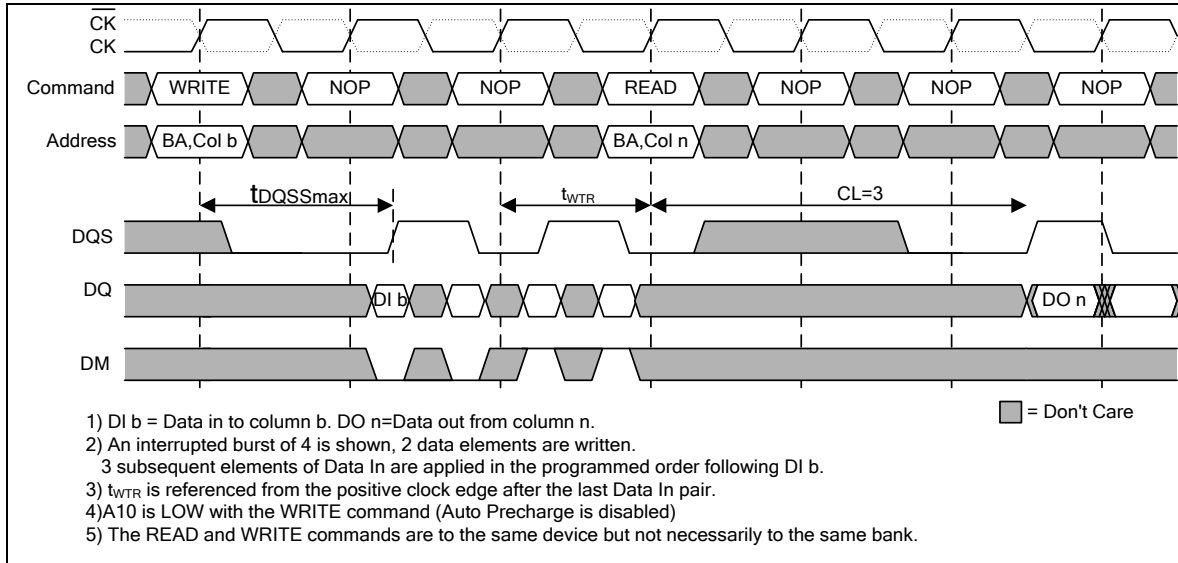 CK
CK
Command WRITE NOP NOP READ NOP NOP NOP
Address BA,Col b BA,Col n
tDQSSmax tWTR CL=3
DQS
DQ DI b DO n
DM
= Don't Care
1) DI b = Data in to column b. DO n=Data out from column n.
2) An interrupted burst of 4 is shown, 2 data elements are written.
3 subsequent elements of Data In are applied in the programmed order following DI b.
3) tWTR is referenced from the positive clock edge after the last Data In pair.
4)A10 is LOW with the WRITE command (Auto Precharge is disabled)
5) The READ and WRITE commands are to the same device but not necessarily to the same bank.